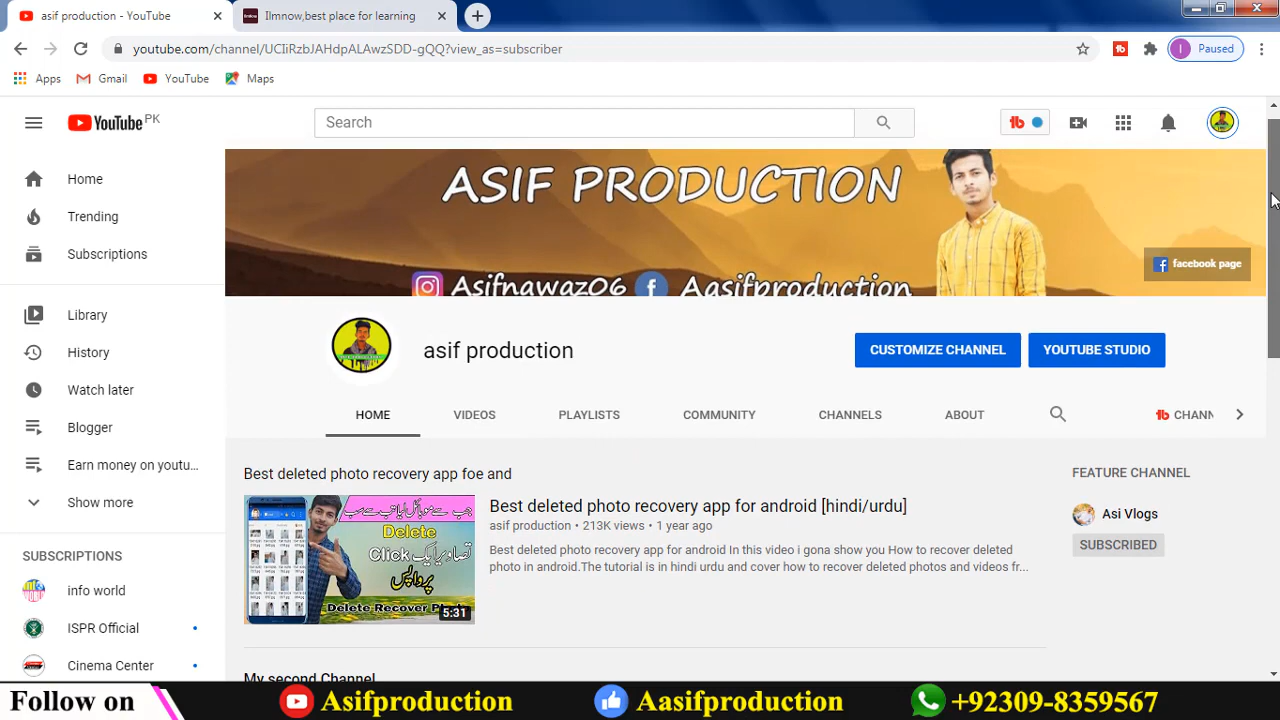 asif production - YouTube
Ilmnow,best place for learning
youtube.com/channel/UCIiRzbJAHdpALAwzSDD-gQQ?view_as=subscriber
I
Paused
Apps
Gmail
YouTube
Maps
YouTube PK
Search
ASIF PRODUCTION
Asifnawaz06 Aasifproduction
facebook page
Home
Trending
Subscriptions
Library
History
Watch later
Blogger
Earn money on youtu...
Show more
SUBSCRIPTIONS
info world
ISPR Official
Cinema Center
asif production
CUSTOMIZE CHANNEL
YOUTUBE STUDIO
HOME VIDEOS PLAYLISTS COMMUNITY CHANNELS ABOUT CHANN
Best deleted photo recovery app foe and
Delete
Click
تصاویر ایک
واپس
Delete Recover
5:31
Best deleted photo recovery app for android [hindi/urdu]
asif production • 213K views • 1 year ago
Best deleted photo recovery app for android In this video i gona show you How to recover deleted
photo in android.The tutorial is in hindi urdu and cover how to recover deleted photos and videos fr...
FEATURE CHANNEL
Asi Vlogs
SUBSCRIBED
My second Channel
Follow on
Asifproduction
Aasifproduction
+92309-8359567